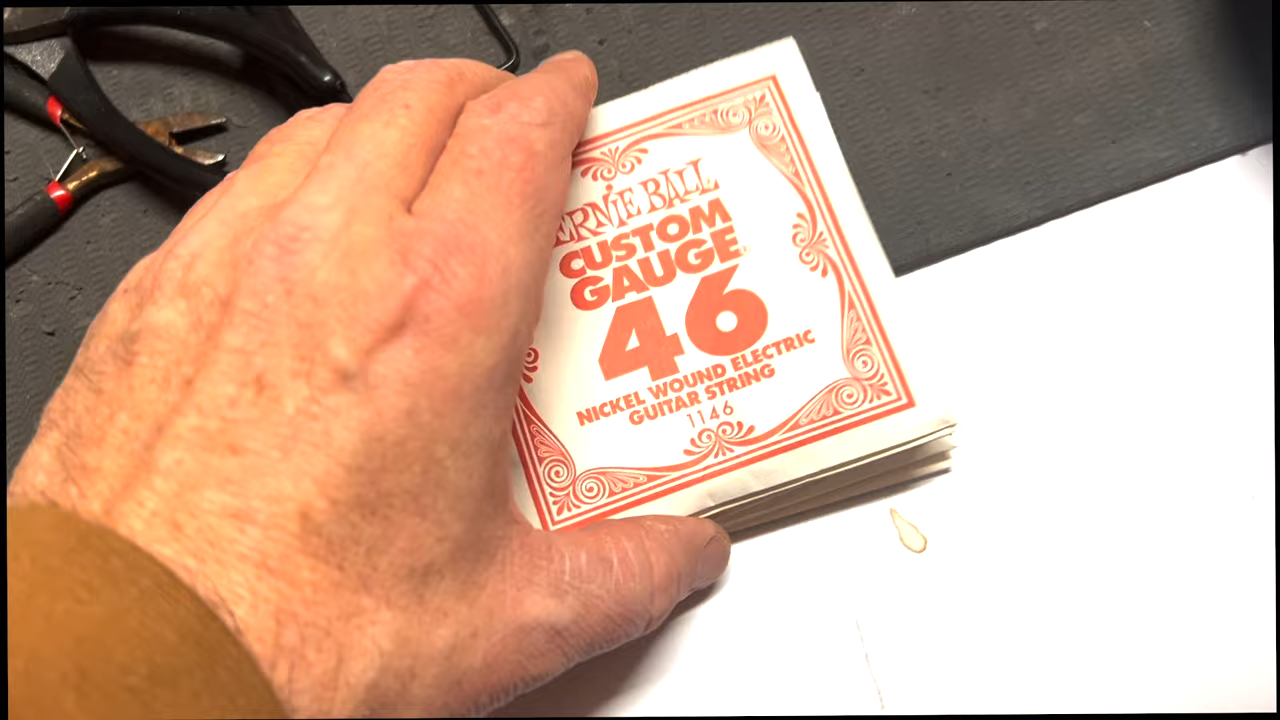 ERNIE BALL
CUSTOM
GAUGE
46
NICKEL WOUND ELECTRIC
GUITAR STRING
1146